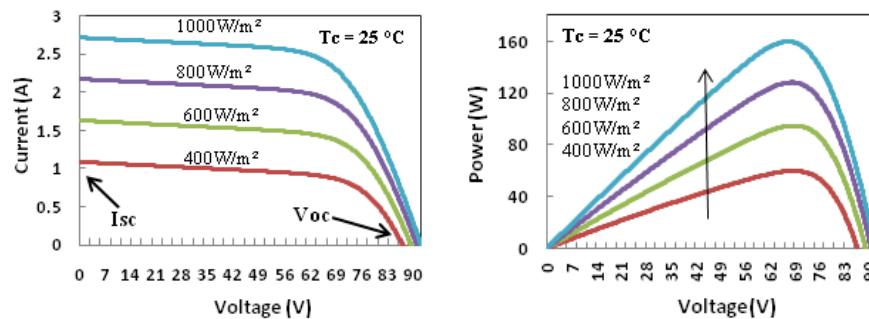 3
2.5
2
1.5
1
0.5
0
Current (A)
1000W/m²
Tc = 25 °C
800W/m²
600W/m²
400W/m²
Isc
Voc
0 7 14 21 28 35 42 49 56 63 69 76 83 90
Voltage (V)
160
120
80
40
0
Power (W)
Tc = 25 °C
1000W/m²
800W/m²
600W/m²
400W/m²
0 7 14 21 28 35 42 49 56 62 69 76 83 90
Voltage (V)